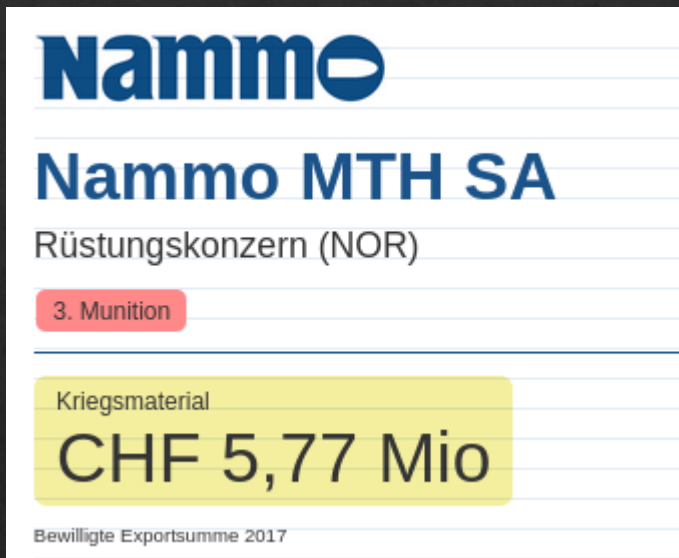 Nammo
Nammo MTH SA
Rüstungskonzern (NOR)
3. Munition
Kriegsmaterial
CHF 5,77 Mio
Bewilligte Exportsumme 2017